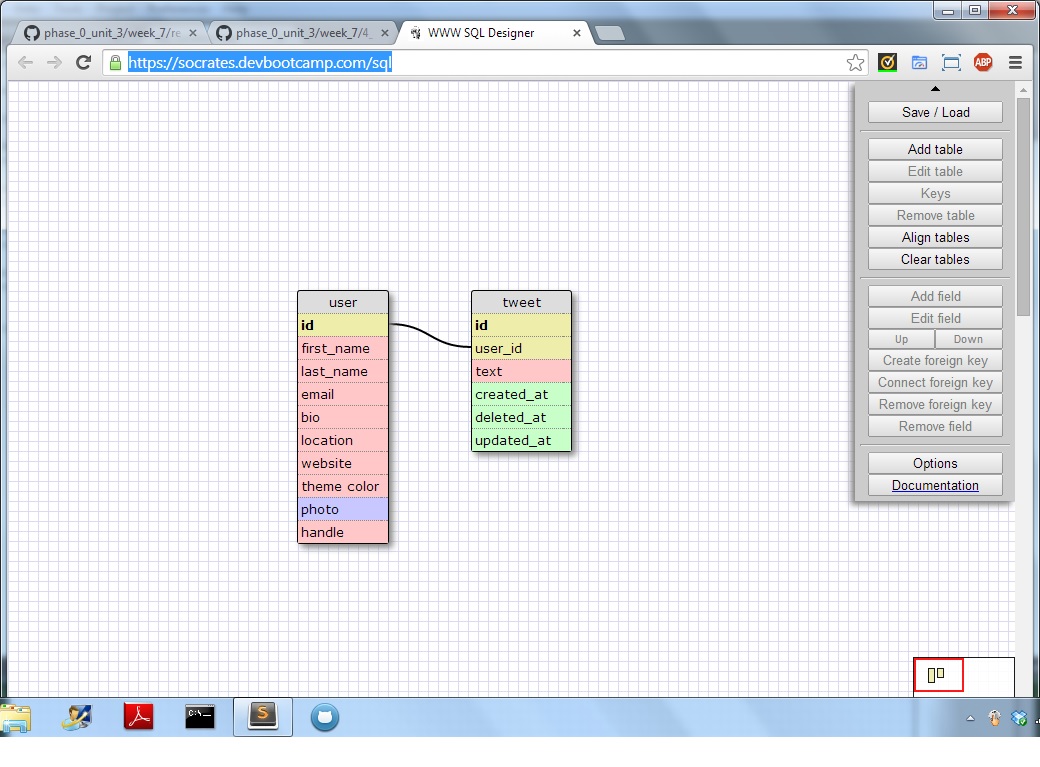 phase_0_unit_3/week_7/re
phase_0_unit_3/week_7/4_
WWW SQL Designer
https://socrates.devbootcamp.com/sql
ABP
Save / Load
Add table
Edit table
Keys
Remove table
Align tables
Clear tables
Add field
Edit field
Up Down
Create foreign key
Connect foreign key
Remove foreign key
Remove field
Options
Documentation
user
id
first_name
last_name
email
bio
location
website
theme color
photo
handle
tweet
id
user_id
text
created_at
deleted_at
updated_at
C:\
S